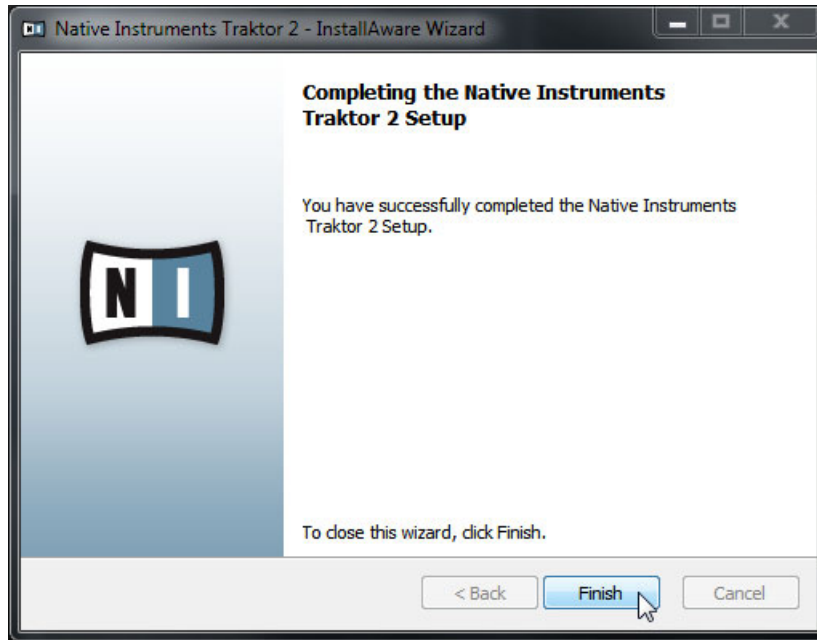 Native Instruments Traktor 2 - InstallAware Wizard
Completing the Native Instruments
Traktor 2 Setup
You have successfully completed the Native Instruments
Traktor 2 Setup.
NI
To close this wizard, click Finish.
< Back Finish Cancel